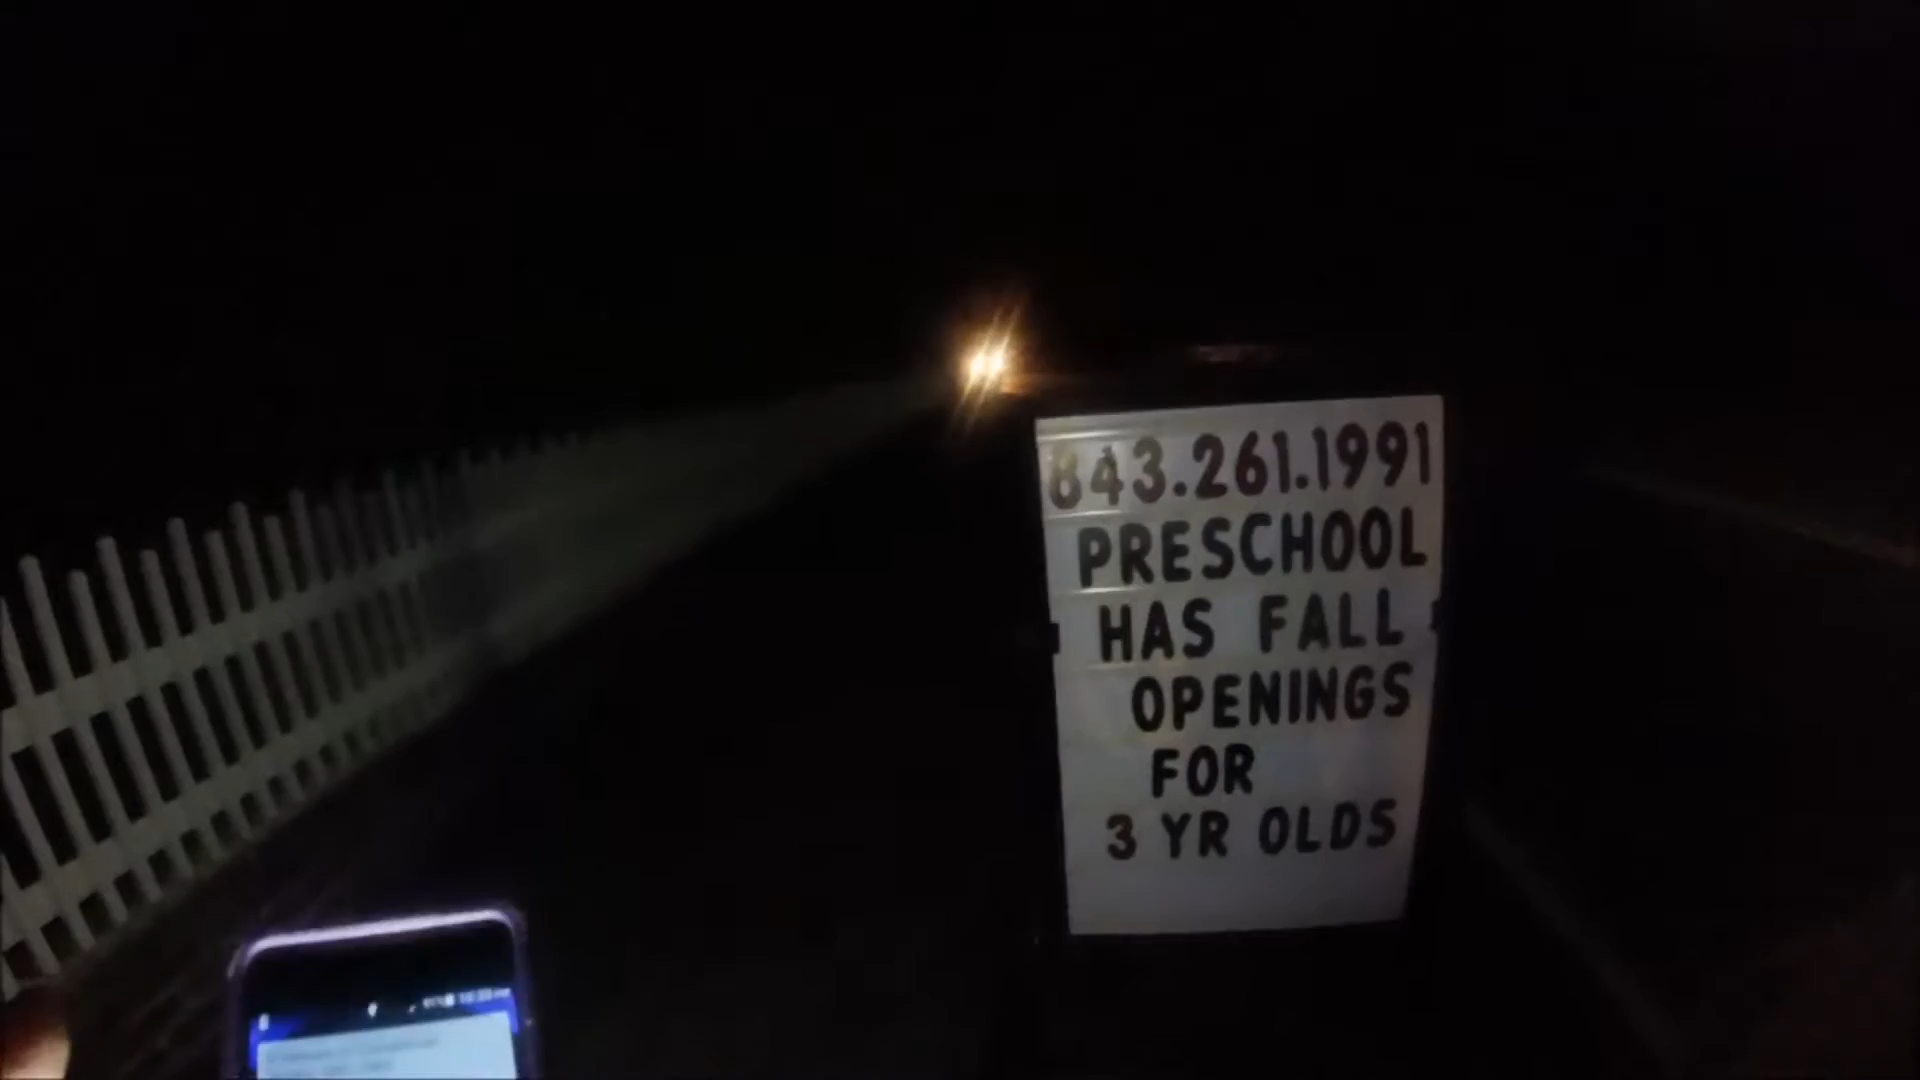 843.261.1991
PRESCHOOL
HAS FALL
OPENINGS
FOR
3 YR OLDS